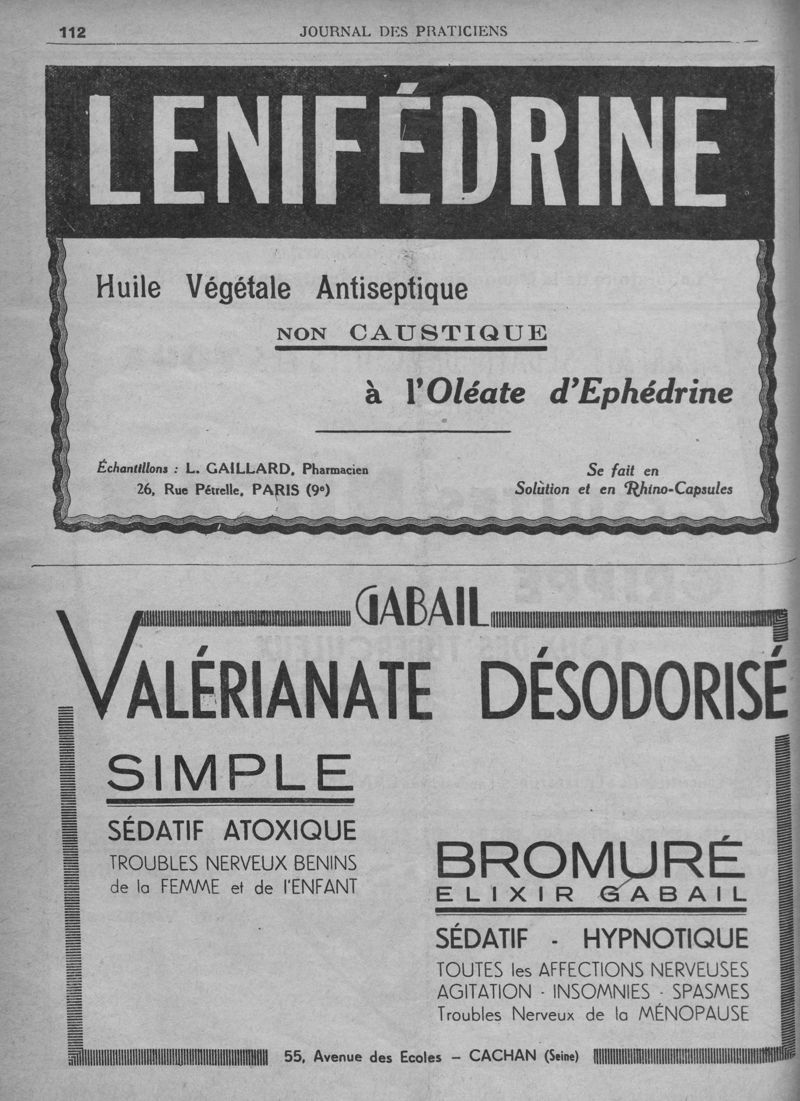 112
JOURNAL DES PRATICIENS
LENIFÉDRINE
Huile Végétale Antiseptique
NON CAUSTIQUE
à l'Oléate d'Ephédrine
Échantillons : L. GAILLARD, Pharmacien
26, Rue Pétrelle, PARIS (9e)
Se fait en
Solution et en Rhino-Capsules
GABAIL
VALÉRIANATE DÉSODORISÉ
SIMPLE
SÉDATIF ATOXIQUE
TROUBLES NERVEUX BENINS
de la FEMME et de l'ENFANT
BROMURÉ
ELIXIR GABAIL
SÉDATIF - HYPNOTIQUE
TOUTES les AFFECTIONS NERVEUSES
AGITATION - INSOMNIES - SPASMES
Troubles Nerveux de la MÉNOPAUSE
55, Avenue des Ecoles – CACHAN (Seine)